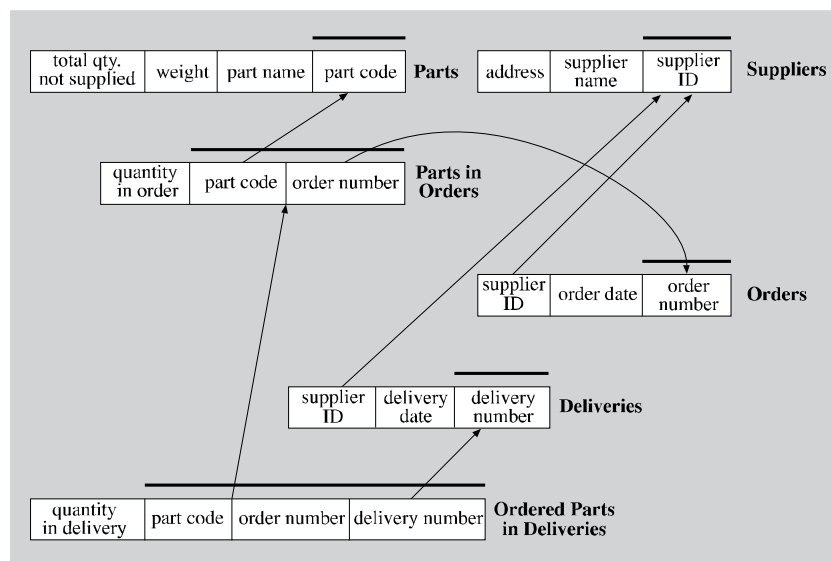 total qty.
not supplied
weight
part name
part code
Parts
address
supplier
name
supplier
ID
Suppliers
quantity
in order
part code
order number
Parts in
Orders
supplier
ID
order date
order
number
Orders
supplier
ID
delivery
date
delivery
number
Deliveries
quantity
in delivery
part code
order number
delivery number
Ordered Parts
in Deliveries